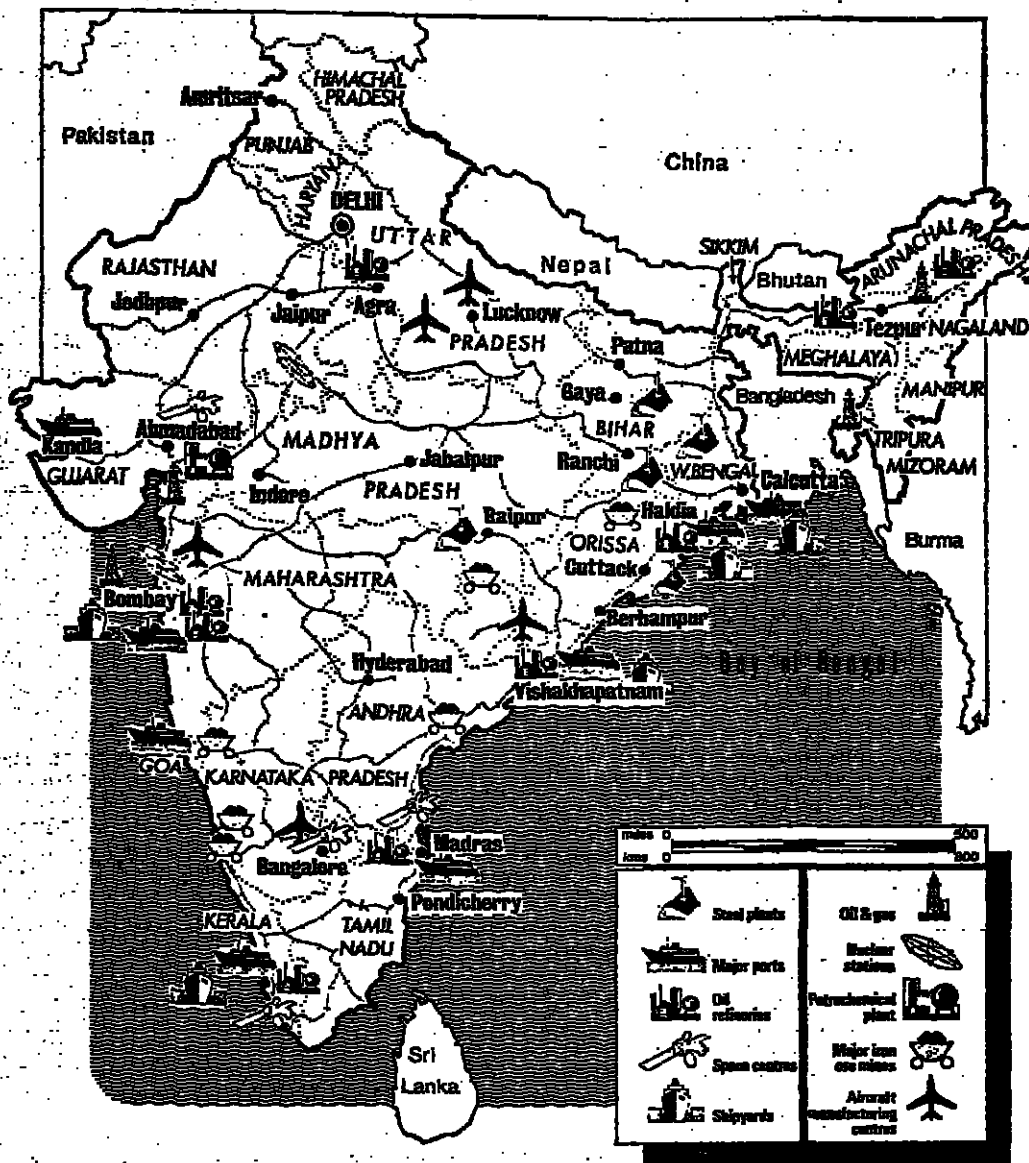 HIMACHAL
PRADESH
Amritsar
Pakistan
PUNJAB
China
HARYANA
DELHI
UTTAR
SIKKIM
ARUNACHAL PRADESH
RAJASTHAN
Nepal
Bhutan
Jodhpur
Jaipur
Agra
Lucknow
Tezpur
NAGALAND
PRADESH
Patna
MEGHALAYA
Gaya
Bangladesh
MANIPUR
Kandla
Ahmadabad
MADHYA
BIHAR
TRIPURA
GUJARAT
Jabalpur
Ranchi
W.BENGAL
MIZORAM
Indore
PRADESH
Calcutta
Raipur
Haldia
ORISSA
Burma
MAHARASHTRA
Cuttack
Bombay
Berhampur
Hyderabad
Bay of Bengal
Vishakhapatnam
ANDHRA
GOA
KARNATAKA
PRADESH
Madras
Bangalore
Pondicherry
KERALA
TAMIL
NADU
Sri
Lanka
miles 0 500
kms 0 800
Steel plants
Major ports
Oil
refineries
Space centres
Shipyards
Oil & gas
Nuclear
stations
Petrochemical
plant
Major iron
ore mines
Aircraft
manufacturing
centres